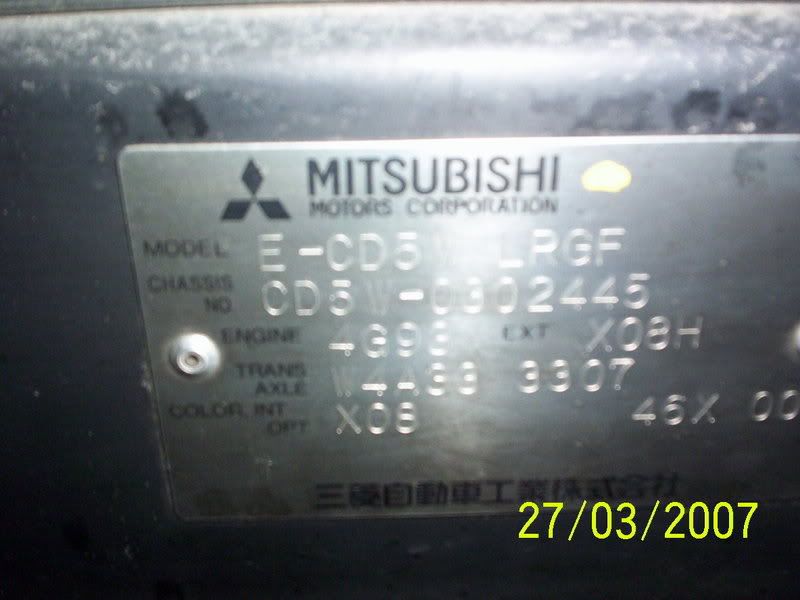 MITSUBISHI
MOTORS CORPORATION
MODEL E-CD5W LRGF
CHASSIS NO. CD5W-0302445
ENGINE 4G93 EXT X08H
TRANS AXLE W4A33 3307
COLOR, INT OPT X08 46X 00
三菱自動車工業株式会社
27/03/2007